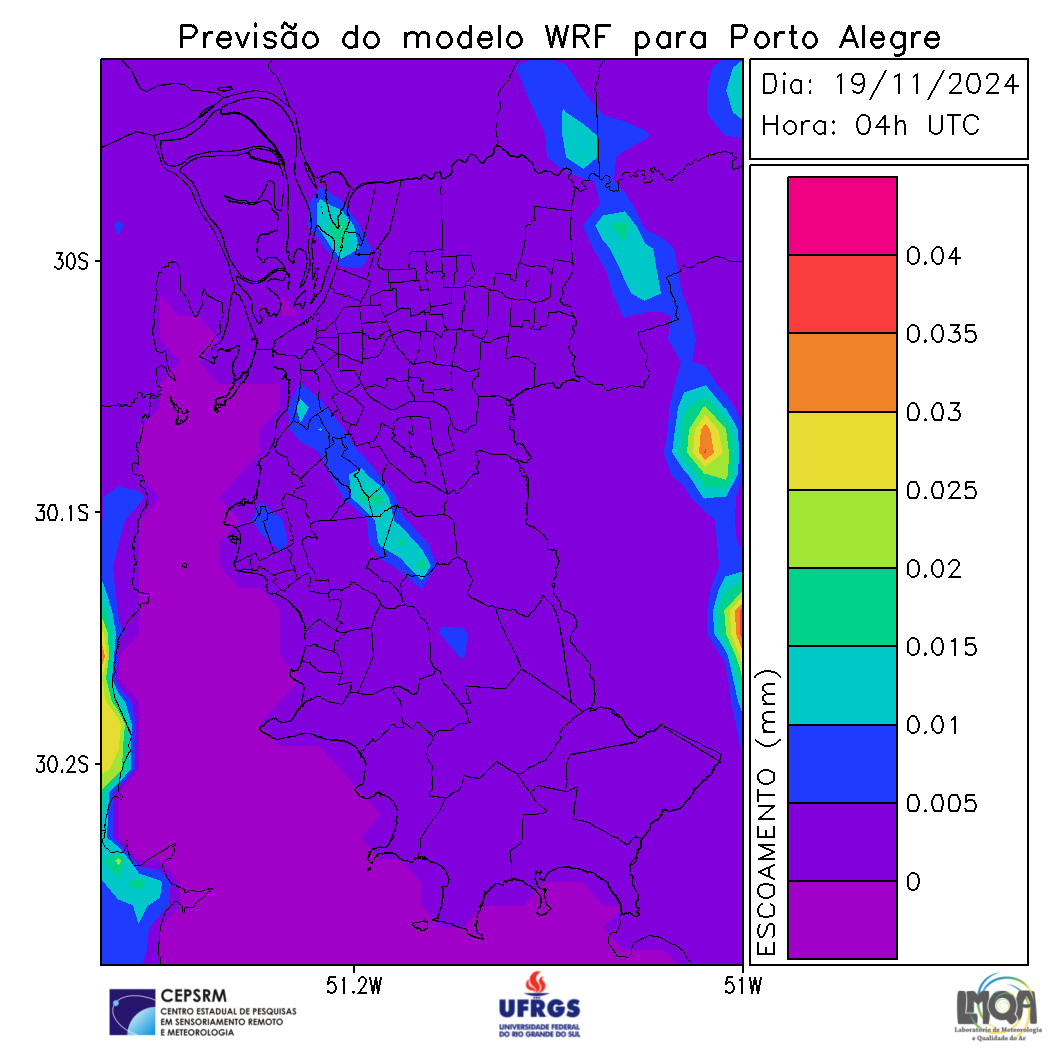 Previsão do modelo WRF para Porto Alegre
Dia: 19/11/2024
Hora: 04h UTC
30S
30.1S
30.2S
51.2W
51W
ESCOAMENTO (mm)
0.04
0.035
0.03
0.025
0.02
0.015
0.01
0.005
0
CEPSRM
CENTRO ESTADUAL DE PESQUISAS
EM SENSORIAMENTO REMOTO
E METEOROLOGIA
UFRGS
UNIVERSIDADE FEDERAL
DO RIO GRANDE DO SUL
LMQA
Laboratório de Meteorologia
e Qualidade do Ar